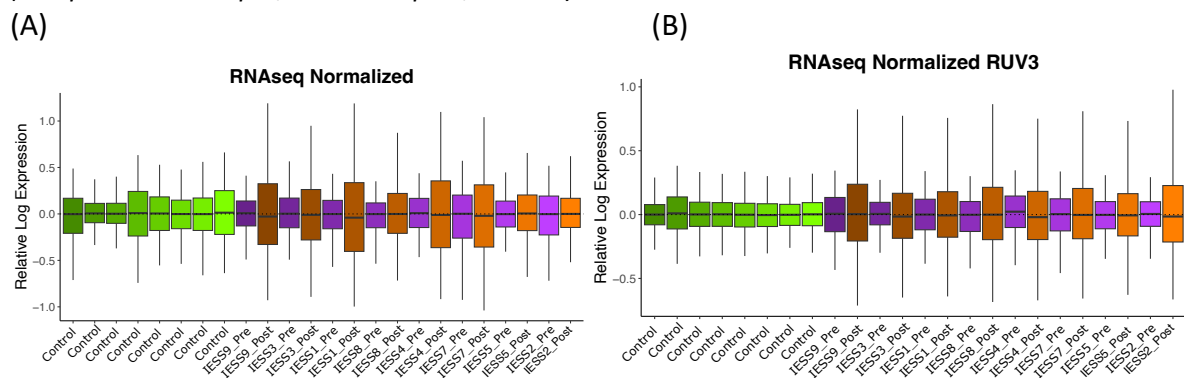 (A)
RNAseq Normalized
Relative Log Expression
1.0
0.5
0.0
−0.5
−1.0
Control
Control
Control
Control
Control
Control
Control
Control
IESS9_Pre
IESS9_Post
IESS3_Pre
IESS3_Post
IESS1_Pre
IESS1_Post
IESS8_Pre
IESS8_Post
IESS4_Pre
IESS4_Post
IESS7_Pre
IESS7_Post
IESS5_Pre
IESS6_Post
IESS2_Pre
IESS2_Post
(B)
RNAseq Normalized RUV3
Relative Log Expression
1.0
0.5
0.0
−0.5
Control
Control
Control
Control
Control
Control
Control
Control
IESS9_Pre
IESS9_Post
IESS3_Pre
IESS3_Post
IESS1_Pre
IESS1_Post
IESS8_Pre
IESS8_Post
IESS4_Pre
IESS4_Post
IESS7_Pre
IESS7_Post
IESS5_Pre
IESS6_Post
IESS2_Pre
IESS2_Post